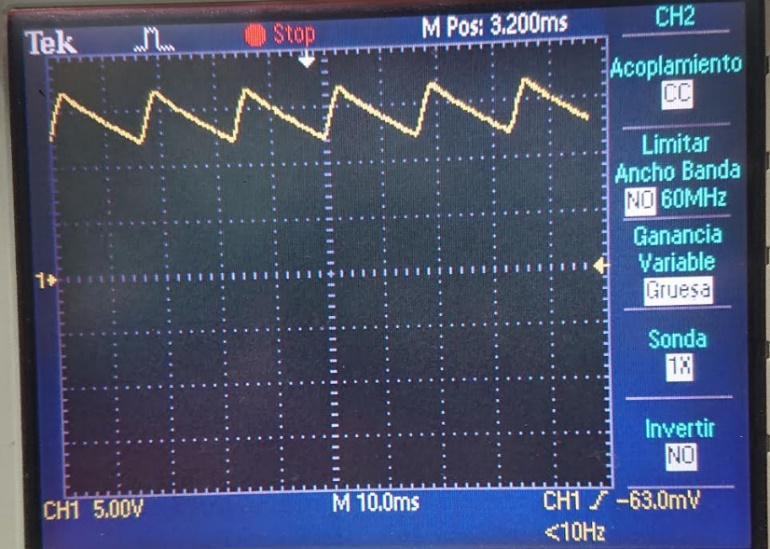 Tek
Stop
M Pos: 3.200ms
CH2
Acoplamiento
CC
Limitar
Ancho Banda
NO 60MHz
Ganancia
Variable
Gruesa
Sonda
1X
Invertir
NO
1
CH1 5.00V
M 10.0ms
CH1 -63.0mV
<10Hz